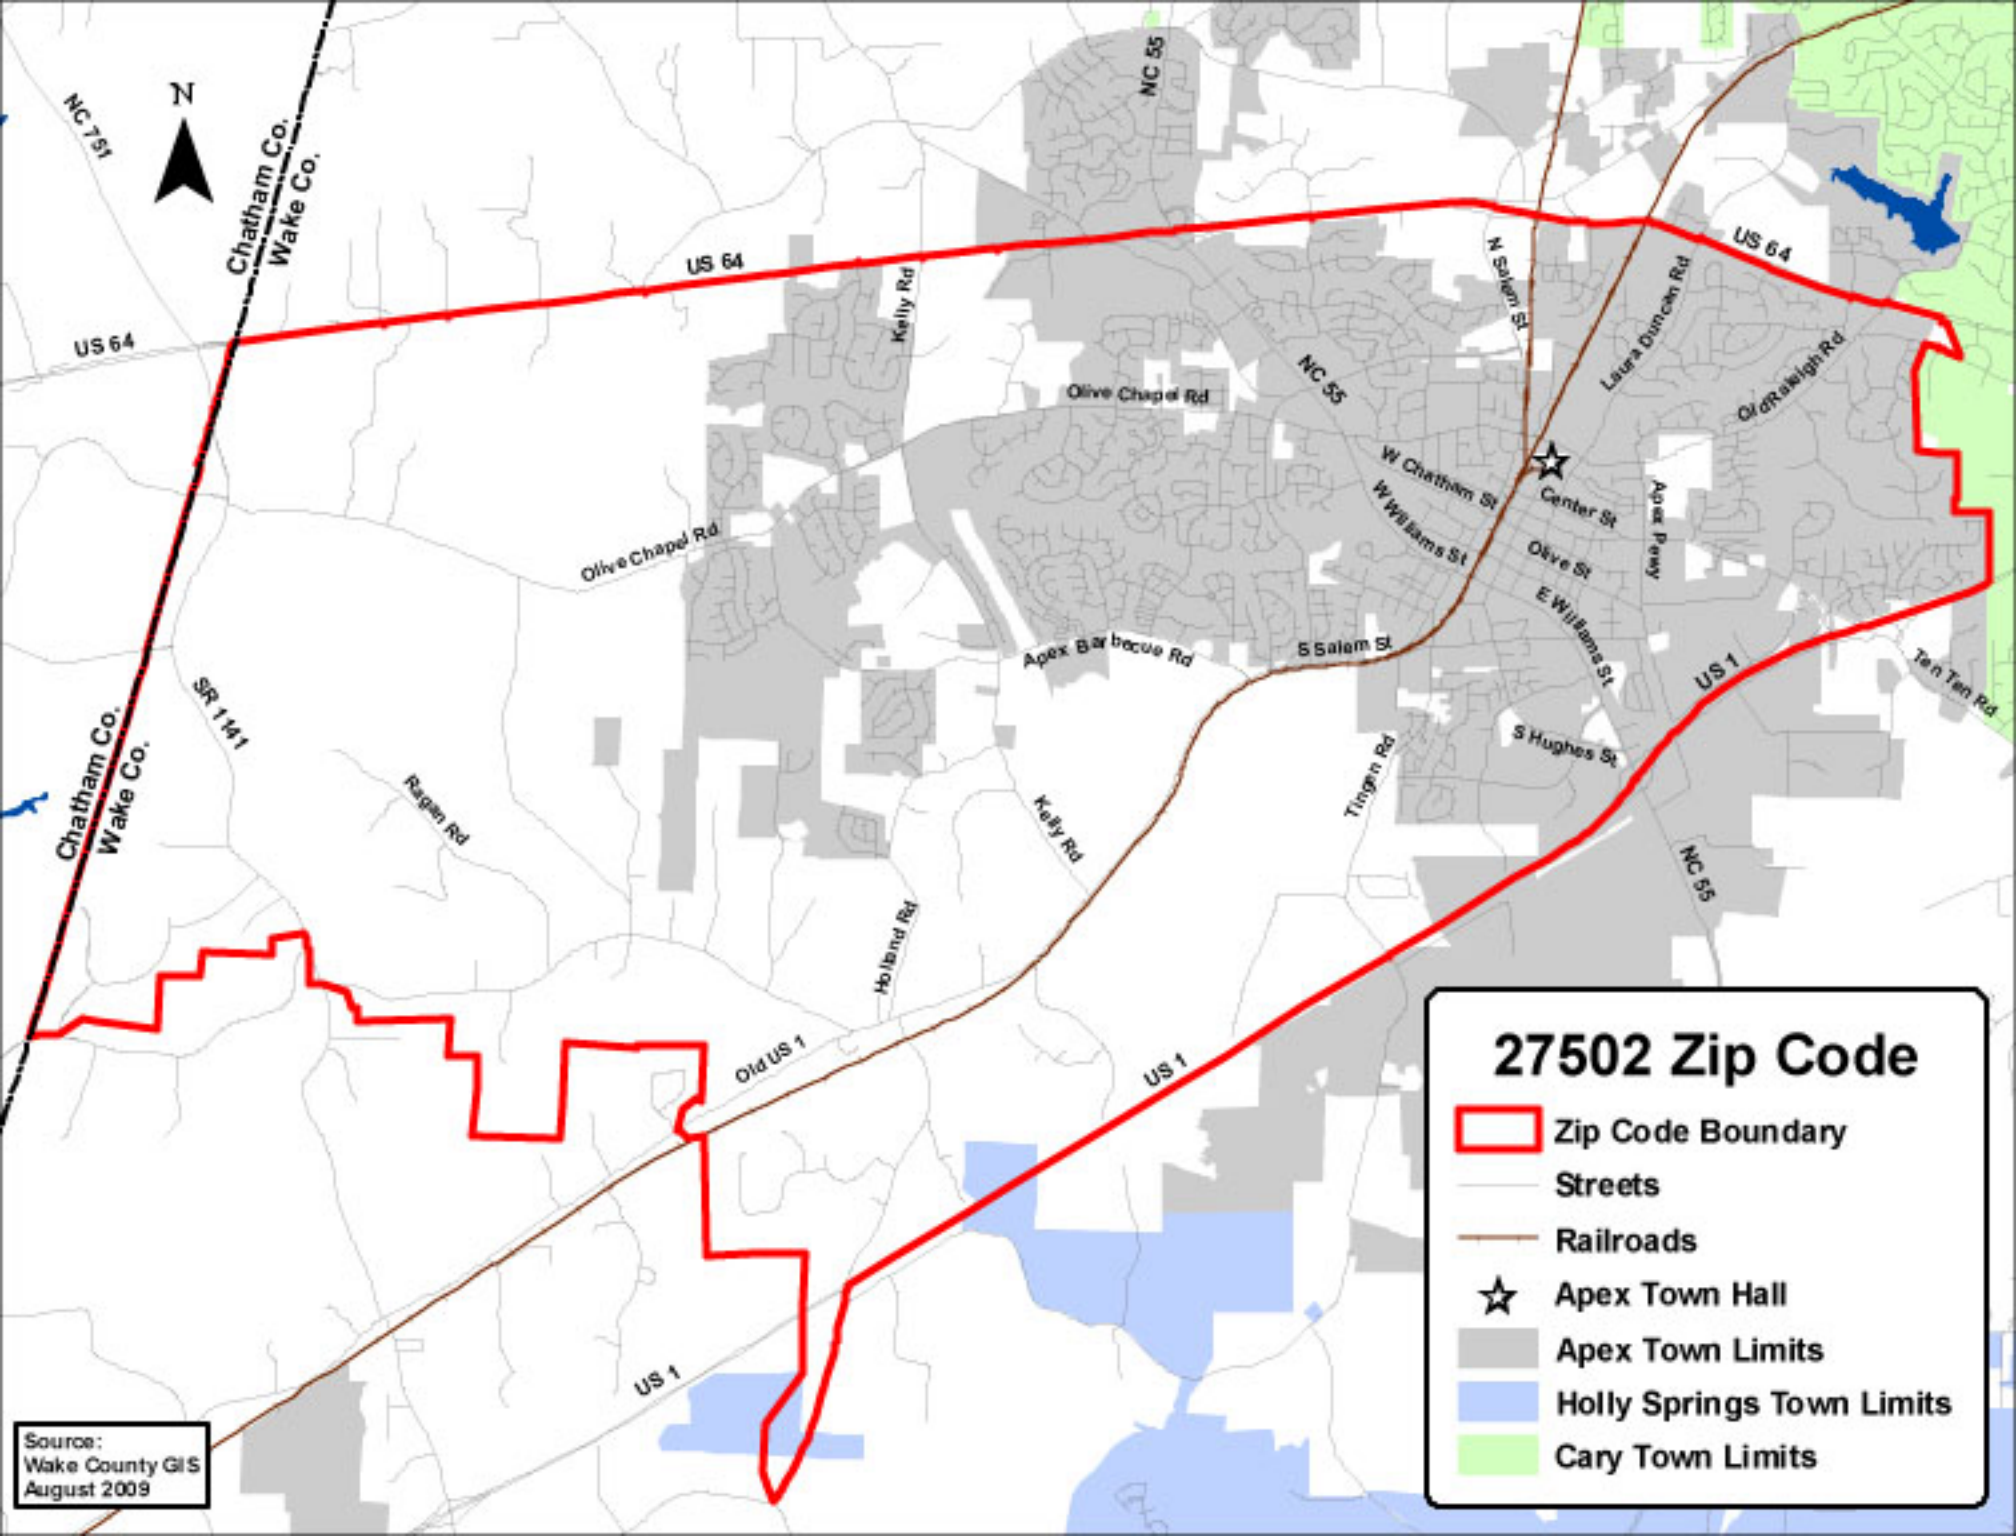 NC 55
NC 751
N
Chatham Co.
Wake Co.
US 64
US 64
US 64
Kelly Rd
N Salem St
Laura Duncan Rd
NC 55
Olive Chapel Rd
Old Raleigh Rd
W Chatham St
Center St
W Williams St
Apex Pkwy
Olive Chapel Rd
Olive St
E Williams St
Apex Barbecue Rd
S Salem St
US 1
Ten Ten Rd
SR 1141
Chatham Co.
Wake Co.
S Hughes St
Tingen Rd
Ragan Rd
Kelly Rd
NC 55
Holland Rd
Old US 1
US 1
US 1
27502 Zip Code
Zip Code Boundary
Streets
Railroads
Apex Town Hall
Apex Town Limits
Holly Springs Town Limits
Cary Town Limits
Source:
Wake County GIS
August 2009